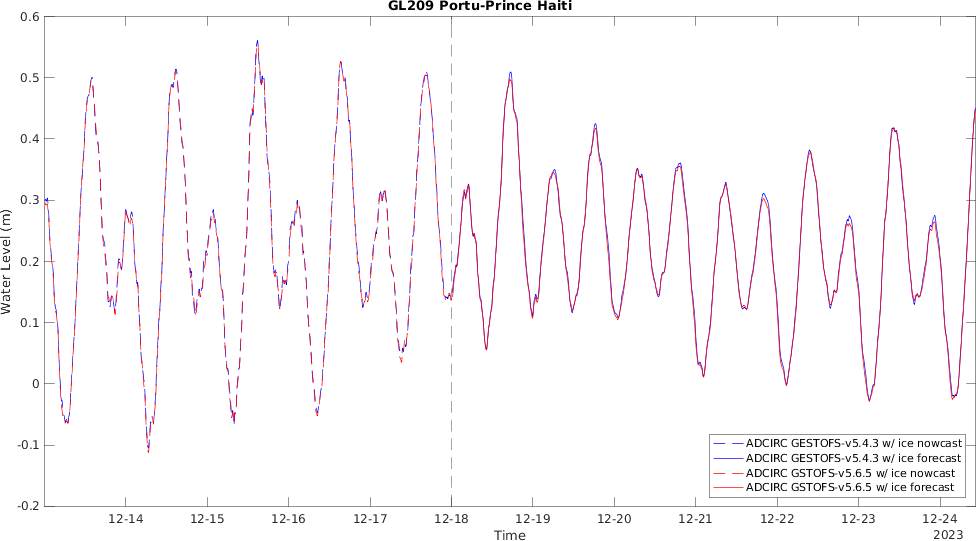 GL209 Portu-Prince Haiti
0.6
0.5
0.4
0.3
0.2
0.1
0
-0.1
-0.2
Water Level (m)
12-14 12-15 12-16 12-17 12-18 12-19 12-20 12-21 12-22 12-23 12-24
Time
2023
ADCIRC GESTOFS-v5.4.3 w/ ice nowcast
ADCIRC GESTOFS-v5.4.3 w/ ice forecast
ADCIRC GSTOFS-v5.6.5 w/ ice nowcast
ADCIRC GSTOFS-v5.6.5 w/ ice forecast